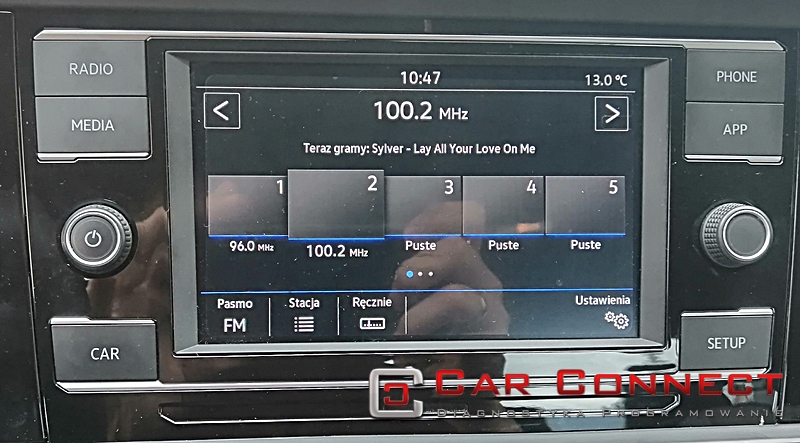 RADIO
MEDIA
CAR
PHONE
APP
SETUP
10:47
13.0 °C
<
100.2 MHz
>
Teraz gramy: Sylver - Lay All Your Love On Me
1
2
3
4
5
96.0 MHz
100.2 MHz
Puste
Puste
Puste
Pasmo
FM
Stacja
Ręcznie
Ustawienia
CAR CONNECT
DIAGNOSTYKA PROGRAMOWANIE